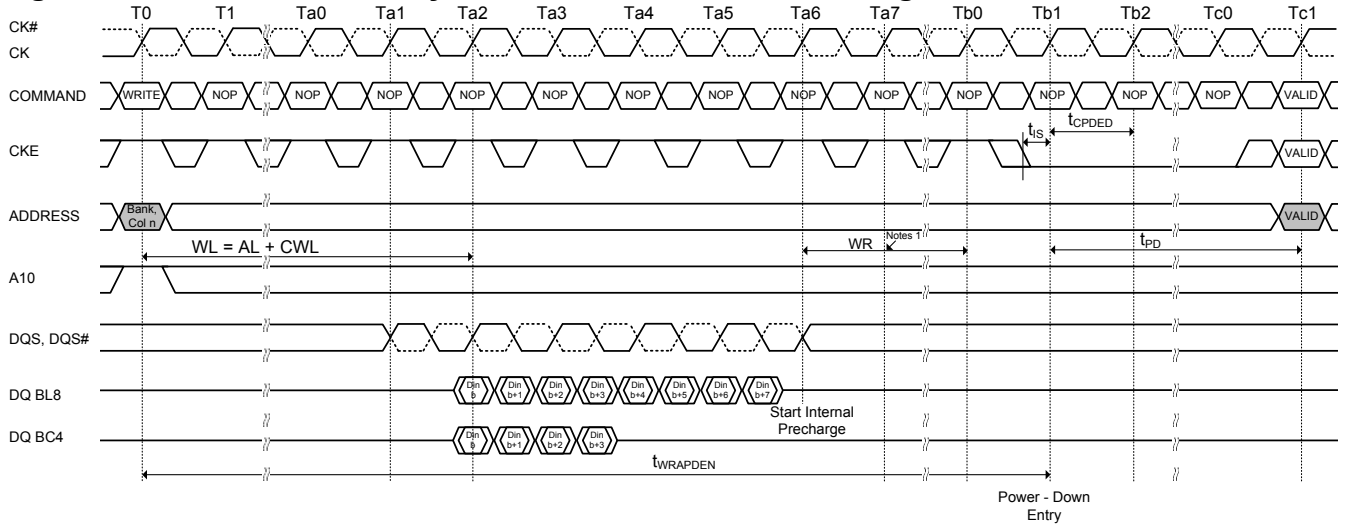 T0 T1 Ta0 Ta1 Ta2 Ta3 Ta4 Ta5 Ta6 Ta7 Tb0 Tb1 Tb2 Tc0 Tc1
CK#
CK
COMMAND WRITE NOP NOP NOP NOP NOP NOP NOP NOP NOP NOP NOP NOP NOP VALID
tIS tCPDED
CKE VALID
ADDRESS Bank, Col n VALID
WL = AL + CWL WR Notes 1 tPD
A10
DQS, DQS#
DQ BL8 Din b Din b+1 Din b+2 Din b+3 Din b+4 Din b+5 Din b+6 Din b+7
Start Internal
Precharge
DQ BC4 Din b Din b+1 Din b+2 Din b+3
tWRAPDEN
Power - Down
Entry